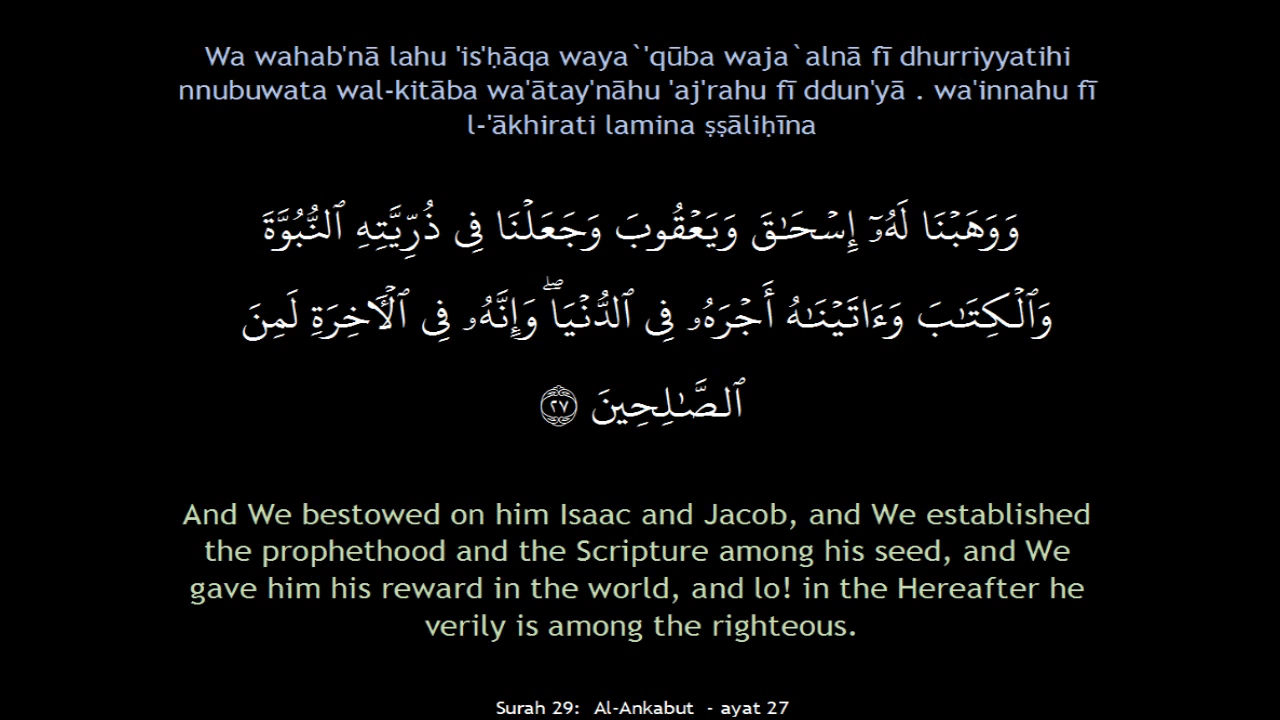 Wa wahab'nā lahu 'is'ḥāqa waya`'qūba waja`alnā fī dhurriyyatihi
nnubuwata wal-kitāba wa'ātay'nāhu 'aj'rahu fī ddun'yā . wa'innahu fī
l-'ākhirati lamina ṣṣāliḥīna
وَوَهَبْنَا لَهُۥٓ إِسْحَـٰقَ وَيَعْقُوبَ وَجَعَلْنَا فِى ذُرِّيَّتِهِ ٱلنُّبُوَّةَ
وَٱلْكِتَـٰبَ وَءَاتَيْنَـٰهُ أَجْرَهُۥ فِى ٱلدُّنْيَا ۖ وَإِنَّهُۥ فِى ٱلْـَٔاخِرَةِ لَمِنَ
ٱلصَّـٰلِحِينَ ٢٧
And We bestowed on him Isaac and Jacob, and We established
the prophethood and the Scripture among his seed, and We
gave him his reward in the world, and lo! in the Hereafter he
verily is among the righteous.
Surah 29: Al-Ankabut - ayat 27